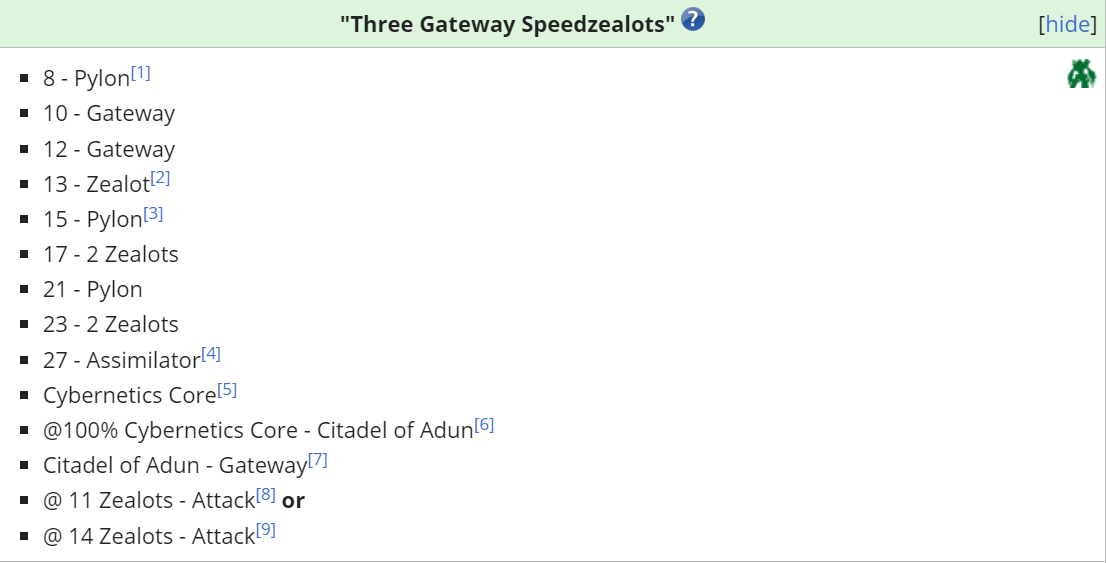 "Three Gateway Speedzealots" ? [hide]
8 - Pylon[1]
10 - Gateway
12 - Gateway
13 - Zealot[2]
15 - Pylon[3]
17 - 2 Zealots
21 - Pylon
23 - 2 Zealots
27 - Assimilator[4]
Cybernetics Core[5]
@100% Cybernetics Core - Citadel of Adun[6]
Citadel of Adun - Gateway[7]
@ 11 Zealots - Attack[8] or
@ 14 Zealots - Attack[9]